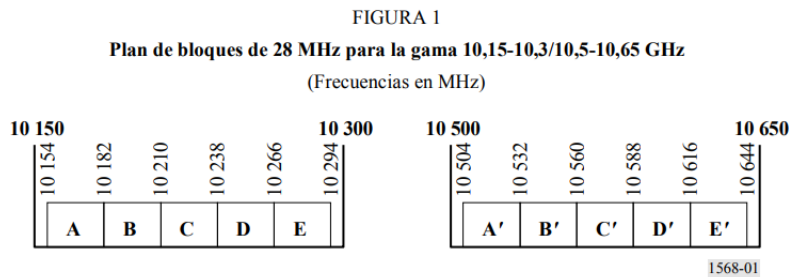 FIGURA 1
Plan de bloques de 28 MHz para la gama 10,15-10,3/10,5-10,65 GHz
(Frecuencias en MHz)
10 150 10 300 10 500 10 650
10 154 10 182 10 210 10 238 10 266 10 294 10 504 10 532 10 560 10 588 10 616 10 644
A B C D E A′ B′ C′ D′ E′
1568-01